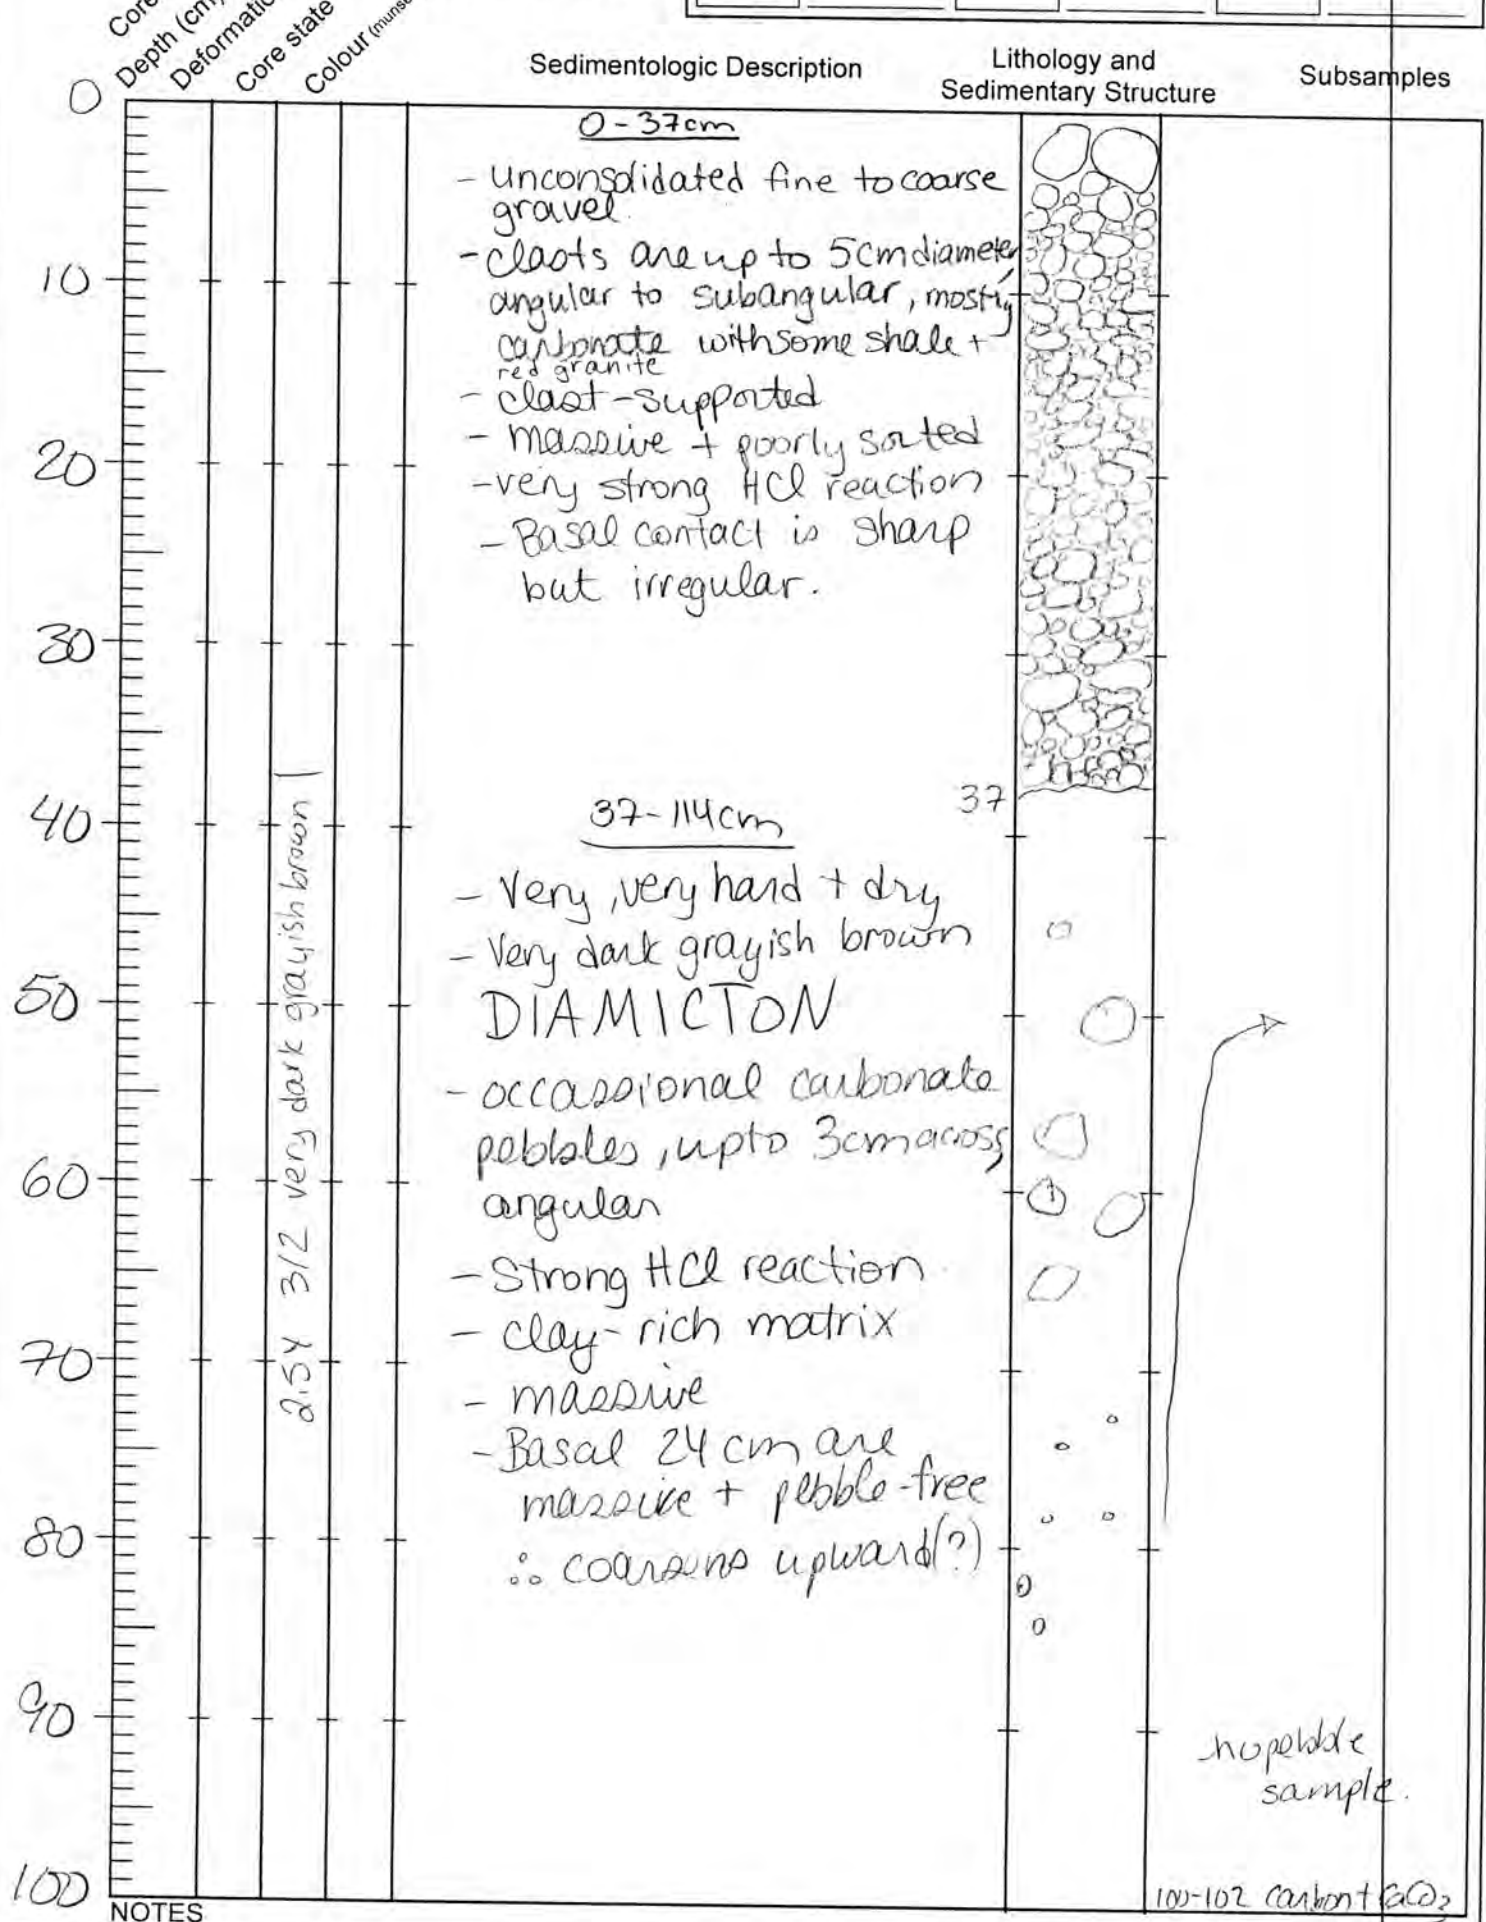 Core
Depth (cm)
Deformatio
Core state
Colour (munse
Sedimentologic Description
Lithology and
Sedimentary Structure
Subsamples
0
0-37cm
- unconsolidated fine to coarse
gravel.
- clasts are up to 5cm diameter,
10
angular to subangular, mostly
carbonate with some shale +
red granite
- clast-supported
- massive + poorly sorted
20
- very strong HCl reaction
- Basal contact is sharp
but irregular.
30
37
40
37-114cm
- Very, very hard + dry
- Very dark grayish brown
50
DIAMICTON
- occassional carbonate
pebbles, upto 3cm across,
60
angular
- Strong HCl reaction.
- clay-rich matrix
70
2.5Y 3/2 very dark grayish brown
- massive
- Basal 24 cm are
massive + pebble-free
80
∴ coarsens upward(?)
90
no pebble
sample.
100
100-102 carbon + CaCO3
NOTES